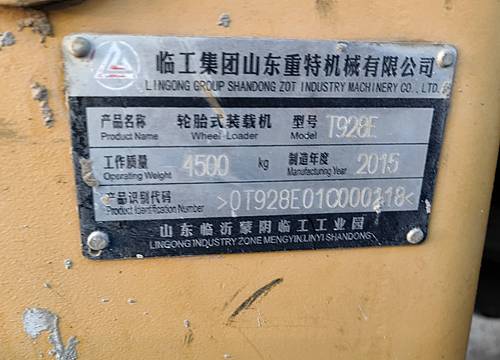 临工集团山东重特机械有限公司
LINGONG GROUP SHANDONG ZOT INDUSTRY MACHINERY CO., LTD.
产品名称 轮胎式装载机 型号 T928E
Product Name Wheel Loader Model
工作质量 4500 kg 制造年度 2015
Operating Weight Manufacturing Year
产品识别代码 >0T928E01C000118<
Product Identification Number
山东临沂蒙阴临工工业园
LINGONG INDUSTRY ZONE MENGYIN LINYI SHANDONG